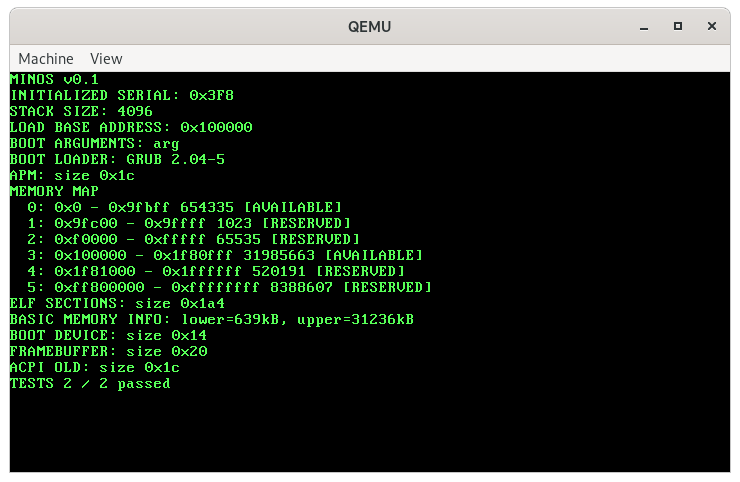 QEMU
Machine View
MINOS v0.1
INITIALIZED SERIAL: 0x3F8
STACK SIZE: 4096
LOAD BASE ADDRESS: 0x100000
BOOT ARGUMENTS: arg
BOOT LOADER: GRUB 2.04-5
APM: size 0x1c
MEMORY MAP
  0: 0x0 - 0x9fbff 654335 [AVAILABLE]
  1: 0x9fc00 - 0x9ffff 1023 [RESERVED]
  2: 0xf0000 - 0xfffff 65535 [RESERVED]
  3: 0x100000 - 0x1f80fff 31985663 [AVAILABLE]
  4: 0x1f81000 - 0x1ffffff 520191 [RESERVED]
  5: 0xff800000 - 0xffffffff 8388607 [RESERVED]
ELF SECTIONS: size 0x1a4
BASIC MEMORY INFO: lower=639kB, upper=31236kB
BOOT DEVICE: size 0x14
FRAMEBUFFER: size 0x20
ACPI OLD: size 0x1c
TESTS 2 / 2 passed